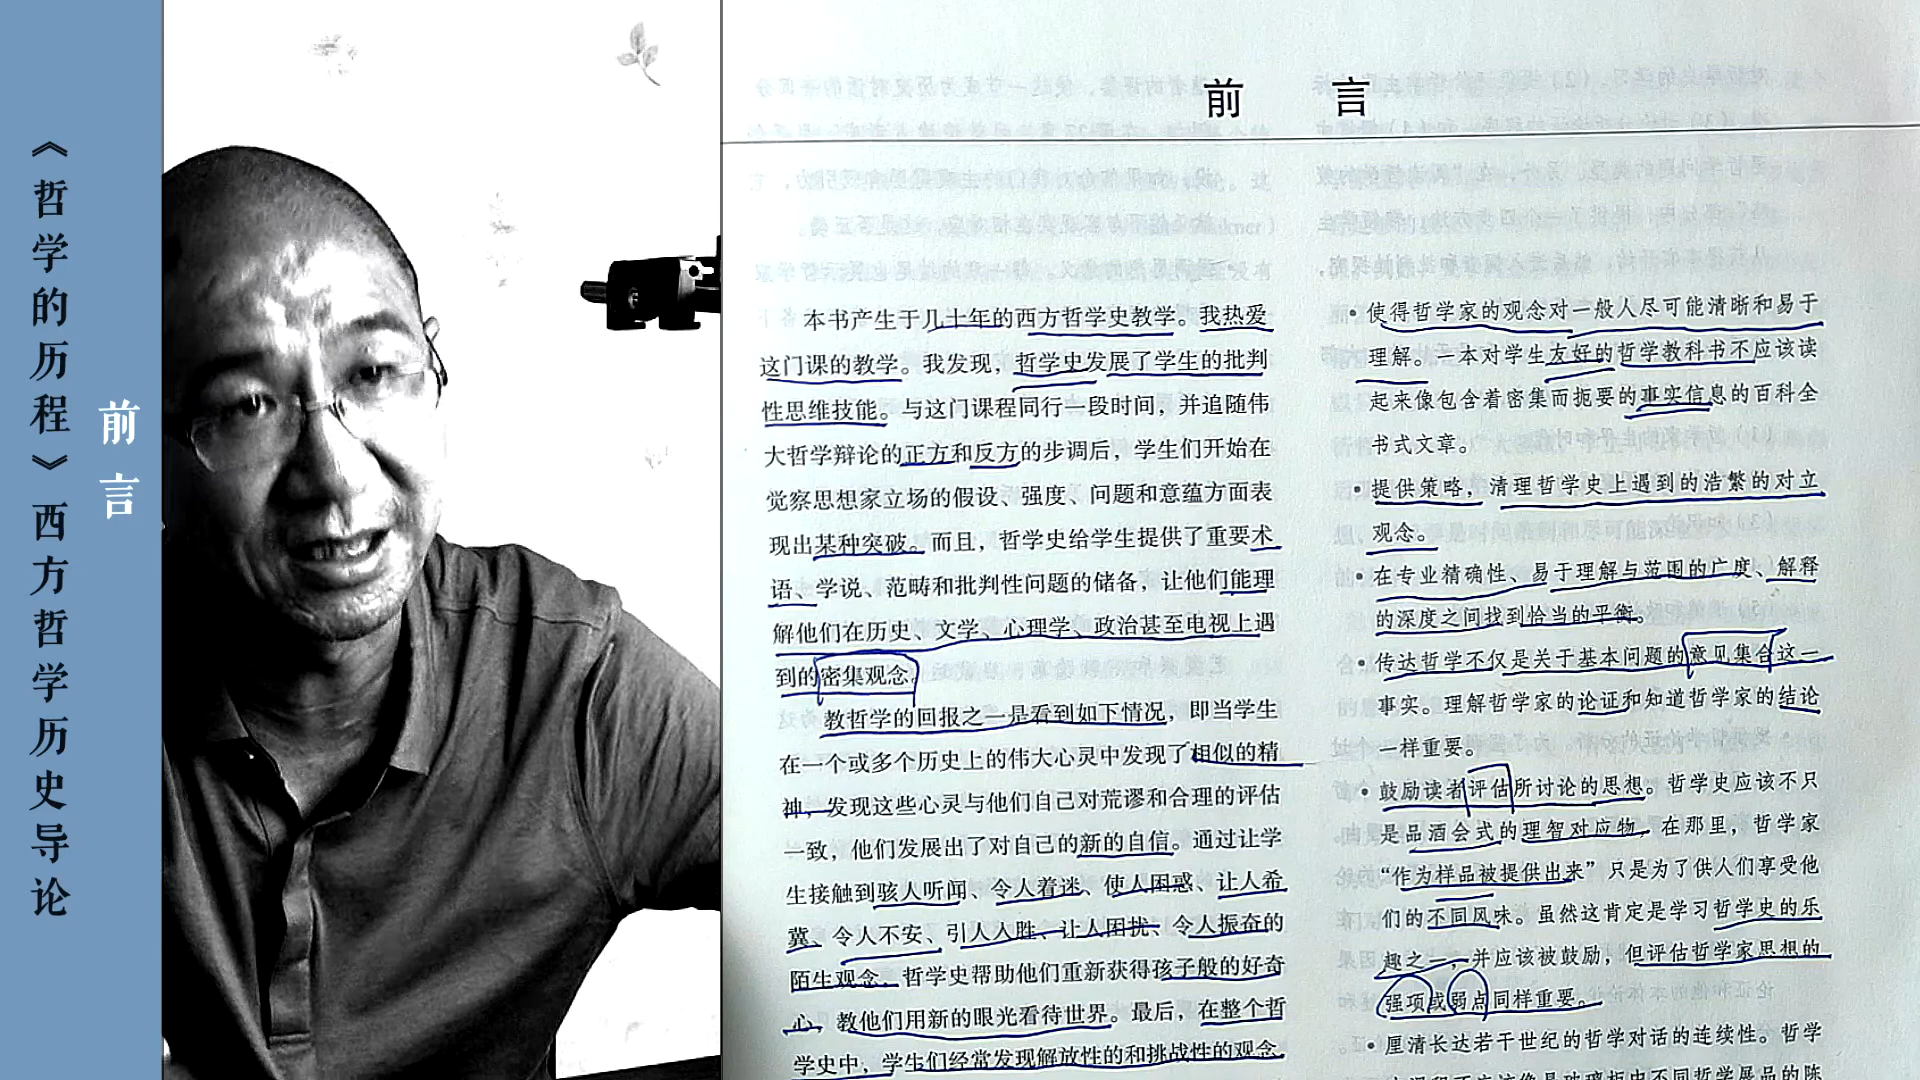 《哲学的历程》西方哲学历史导论
前言
前 言
本书产生于几十年的西方哲学史教学。我热爱
这门课的教学。我发现，哲学史发展了学生的批判
性思维技能。与这门课程同行一段时间，并追随伟
大哲学辩论的正方和反方的步调后，学生们开始在
觉察思想家立场的假设、强度、问题和意蕴方面表
现出某种突破。而且，哲学史给学生提供了重要术
语、学说、范畴和批判性问题的储备，让他们能理
解他们在历史、文学、心理学、政治甚至电视上遇
到的密集观念。
教哲学的回报之一是看到如下情况，即当学生
在一个或多个历史上的伟大心灵中发现了相似的精
神，发现这些心灵与他们自己对荒谬和合理的评估
一致，他们发展出了对自己的新的自信。通过让学
生接触到骇人听闻、令人着迷、使人困惑、让人希
冀、令人不安、引人入胜、让人困扰、令人振奋的
陌生观念，哲学史帮助他们重新获得孩子般的好奇
心，教他们用新的眼光看待世界。最后，在整个哲
学史中，学生们经常发现解放性的和挑战性的观念，
•使得哲学家的观念对一般人尽可能清晰和易于
理解。一本对学生友好的哲学教科书不应该读
起来像包含着密集而扼要的事实信息的百科全
书式文章。
•提供策略，清理哲学史上遇到的浩繁的对立
观念。
•在专业精确性、易于理解与范围的广度、解释
的深度之间找到恰当的平衡。
•传达哲学不仅是关于基本问题的意见集合这一
事实。理解哲学家的论证和知道哲学家的结论
一样重要。
•鼓励读者评估所讨论的思想。哲学史应该不只
是品酒会式的理智对应物，在那里，哲学家
“作为样品被提供出来”只是为了供人们享受他
们的不同风味。虽然这肯定是学习哲学史的乐
趣之一，并应该被鼓励，但评估哲学家思想的
强项或弱点同样重要。
•厘清长达若干世纪的哲学对话的连续性。哲学